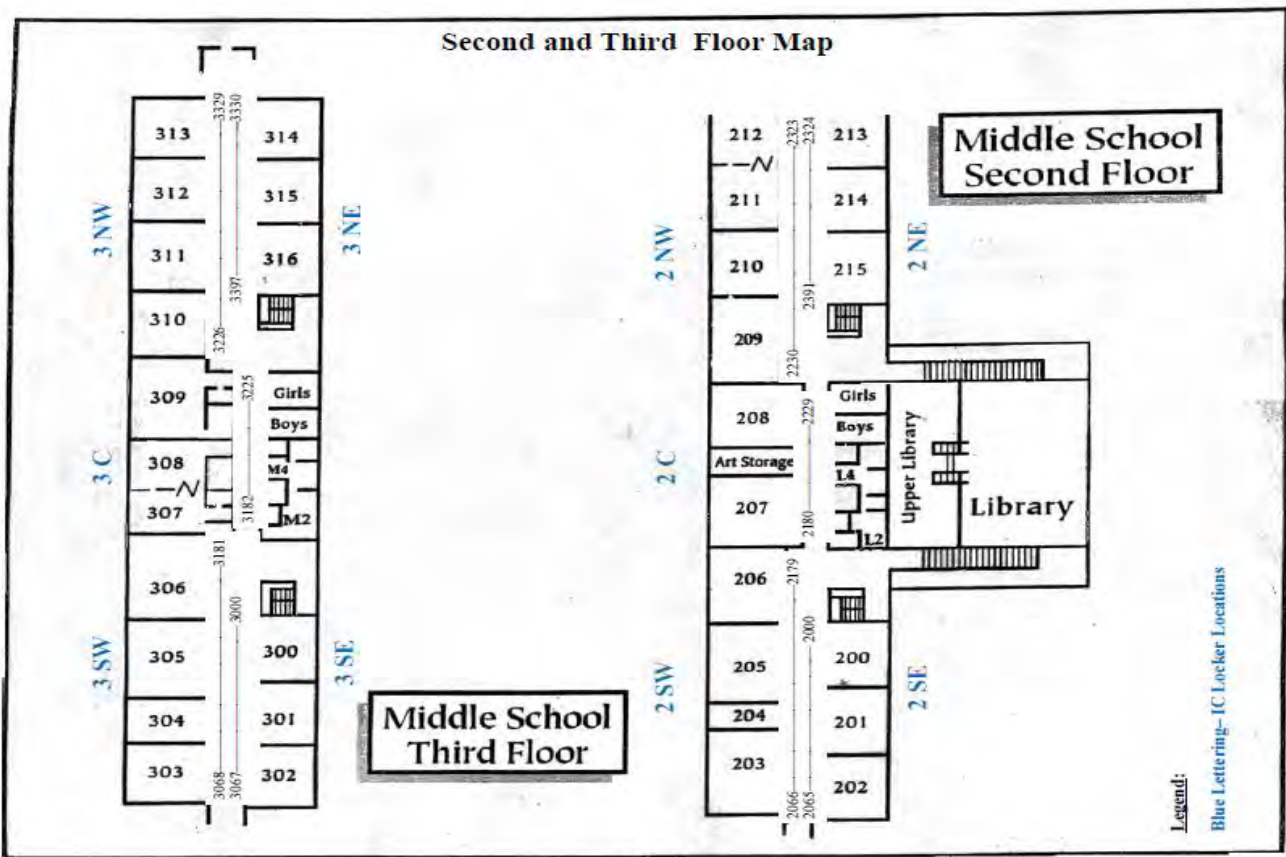 Second and Third Floor Map
3 NW
3 C
3 SW
313
312
311
310
309
308
N
307
306
305
304
303
3329
3330
3397
3226
3225
3182
3181
3000
3068
3067
314
315
316
Girls
Boys
M4
M2
300
301
302
3 NE
3 SE
Middle School
Third Floor
2 NW
2 C
2 SW
212
N
211
210
209
208
Art Storage
207
206
205
204
203
2323
2324
2391
2230
2229
2180
2179
2000
2066
2065
213
214
215
Girls
Boys
L4
L2
200
201
202
2 NE
2 SE
Upper Library
Library
Middle School
Second Floor
Legend:
Blue Lettering– IC Locker Locations